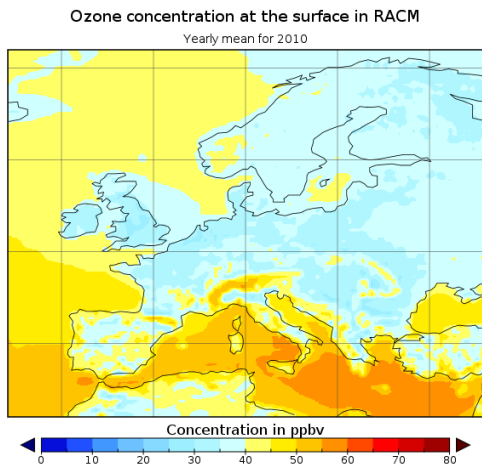 Ozone concentration at the surface in RACM
Yearly mean for 2010
Concentration in ppbv
0 10 20 30 40 50 60 70 80